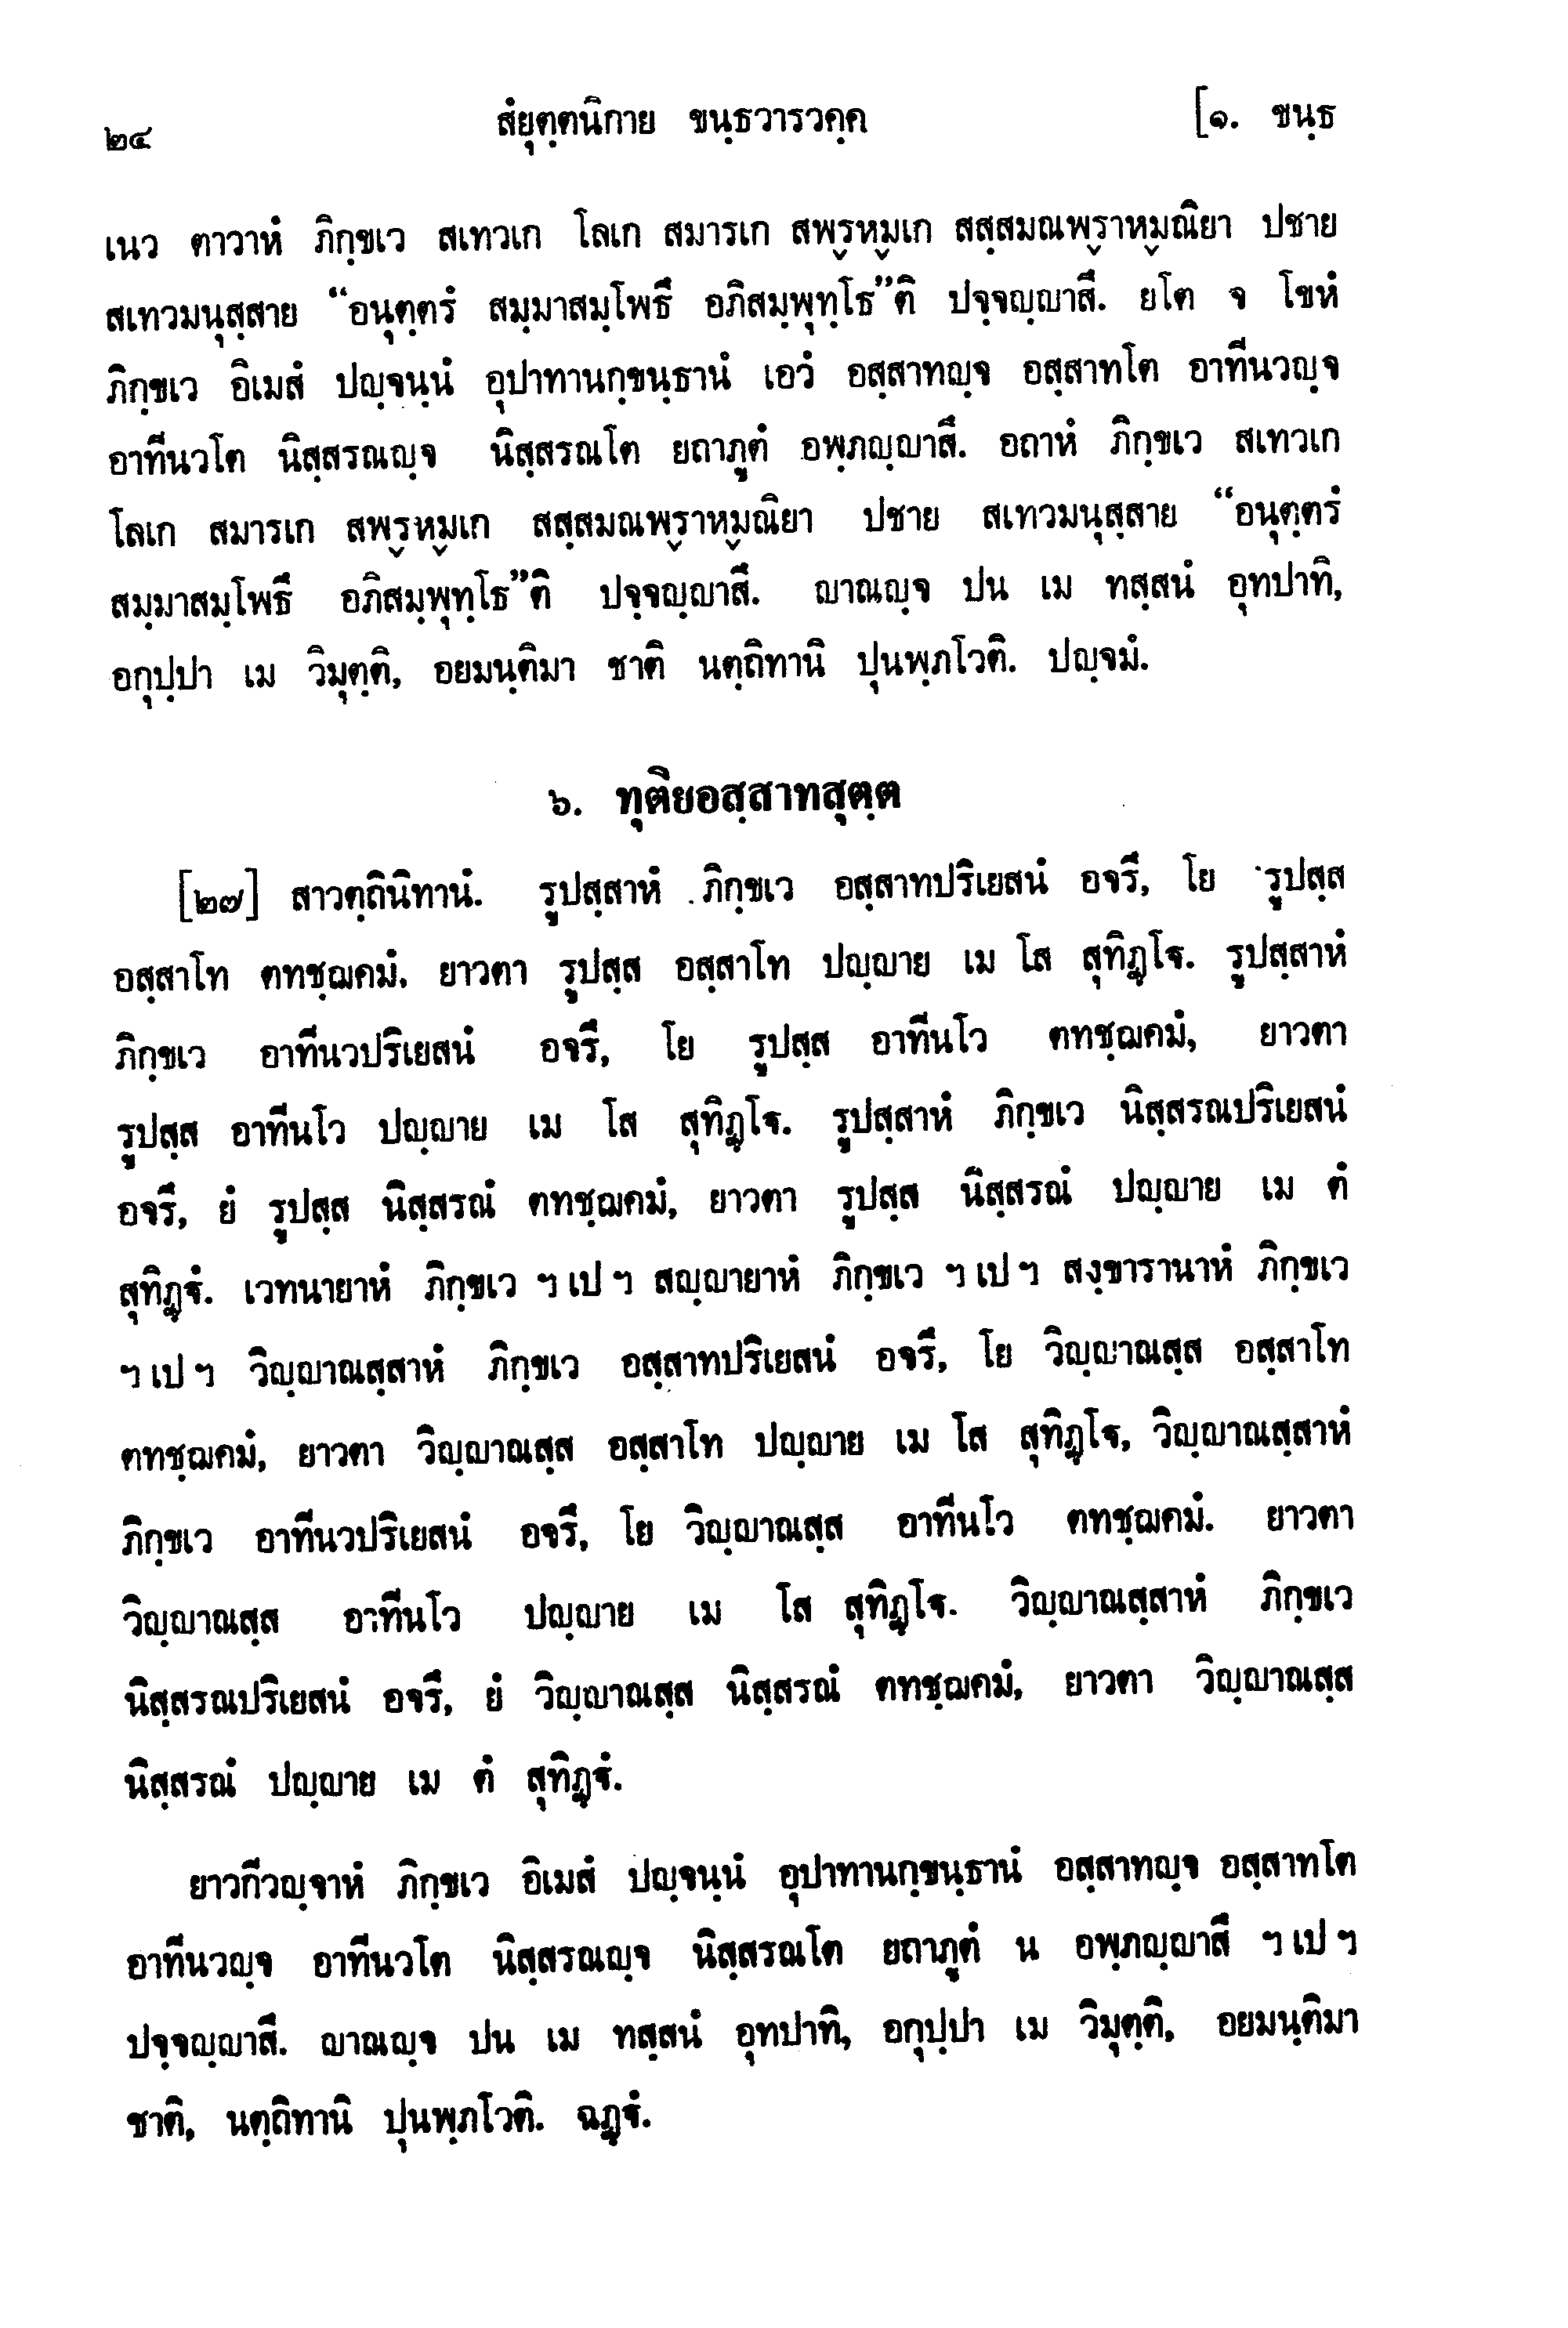 ๒๔ สํยุตฺตนิกาย ขนฺธวารวคฺค [๑. ขนฺธ
เนว ตาวาหํ ภิกฺขเว สเทวเก โลเก สมารเก สพฺรหฺมเก สสฺสมณพฺราหฺมณิยา ปชาย
สเทวมนุสฺสาย “อนุตฺตรํ สมฺมาสมฺโพธึ อภิสมฺพุทฺโธ”ติ ปจฺจญฺญาสึ. ยโต จ โขหํ
ภิกฺขเว อิเมสํ ปญฺจนฺนํ อุปาทานกฺขนฺธานํ เอวํ อสฺสาทญฺจ อสฺสาทโต อาทีนวญฺจ
อาทีนวโต นิสฺสรณญฺจ นิสฺสรณโต ยถาภูตํ อพฺภญฺญาสึ. อถาหํ ภิกฺขเว สเทวเก
โลเก สมารเก สพฺรหฺมเก สสฺสมณพฺราหฺมณิยา ปชาย สเทวมนุสฺสาย “อนุตฺตรํ
สมฺมาสมฺโพธึ อภิสมฺพุทฺโธ”ติ ปจฺจญฺญาสึ. ญาณญฺจ ปน เม ทสฺสนํ อุทปาทิ,
อกุปฺปา เม วิมุตฺติ, อยมนฺติมา ชาติ นตฺถิทานิ ปุนพฺภโวติ. ปญฺจมํ.
๖. ทุติยอสฺสาทสุตฺต
[๒๗] สาวตฺถินิทานํ. รูปสฺสาหํ ภิกฺขเว อสฺสาทปริเยสนํ อจรึ, โย รูปสฺส
อสฺสาโท ตทชฺฌคมํ. ยาวตา รูปสฺส อสฺสาโท ปญฺญาย เม โส สุทิฏฺโฐ. รูปสฺสาหํ
ภิกฺขเว อาทีนวปริเยสนํ อจรึ, โย รูปสฺส อาทีนโว ตทชฺฌคมํ, ยาวตา
รูปสฺส อาทีนโว ปญฺญาย เม โส สุทิฏฺโฐ. รูปสฺสาหํ ภิกฺขเว นิสฺสรณปริเยสนํ
อจรึ, ยํ รูปสฺส นิสฺสรณํ ตทชฺฌคมํ, ยาวตา รูปสฺส นิสฺสรณํ ปญฺญาย เม ตํ
สุทิฏฺฐํ. เวทนายาหํ ภิกฺขเว ฯ เป ฯ สญฺญายาหํ ภิกฺขเว ฯ เป ฯ สงฺขารานาหํ ภิกฺขเว
ฯ เป ฯ วิญฺญาณสฺสาหํ ภิกฺขเว อสฺสาทปริเยสนํ อจรึ, โย วิญฺญาณสฺส อสฺสาโท
ตทชฺฌคมํ, ยาวตา วิญฺญาณสฺส อสฺสาโท ปญฺญาย เม โส สุทิฏฺโฐ, วิญฺญาณสฺสาหํ
ภิกฺขเว อาทีนวปริเยสนํ อจรึ, โย วิญฺญาณสฺส อาทีนโว ตทชฺฌคมํ. ยาวตา
วิญฺญาณสฺส อาทีนโว ปญฺญาย เม โส สุทิฏฺโฐ. วิญฺญาณสฺสาหํ ภิกฺขเว
นิสฺสรณปริเยสนํ อจรึ, ยํ วิญฺญาณสฺส นิสฺสรณํ ตทชฺฌคมํ, ยาวตา วิญฺญาณสฺส
นิสฺสรณํ ปญฺญาย เม ตํ สุทิฏฺฐํ.
ยาวกีวญฺจาหํ ภิกฺขเว อิเมสํ ปญฺจนฺนํ อุปาทานกฺขนฺธานํ อสฺสาทญฺจ อสฺสาทโต
อาทีนวญฺจ อาทีนวโต นิสฺสรณญฺจ นิสฺสรณโต ยถาภูตํ น อพฺภญฺญาสึ ฯ เป ฯ
ปจฺจญฺญาสึ. ญาณญฺจ ปน เม ทสฺสนํ อุทปาทิ, อกุปฺปา เม วิมุตฺติ, อยมนฺติมา
ชาติ, นตฺถิทานิ ปุนพฺภโวติ. ฉฏฺฐํ.